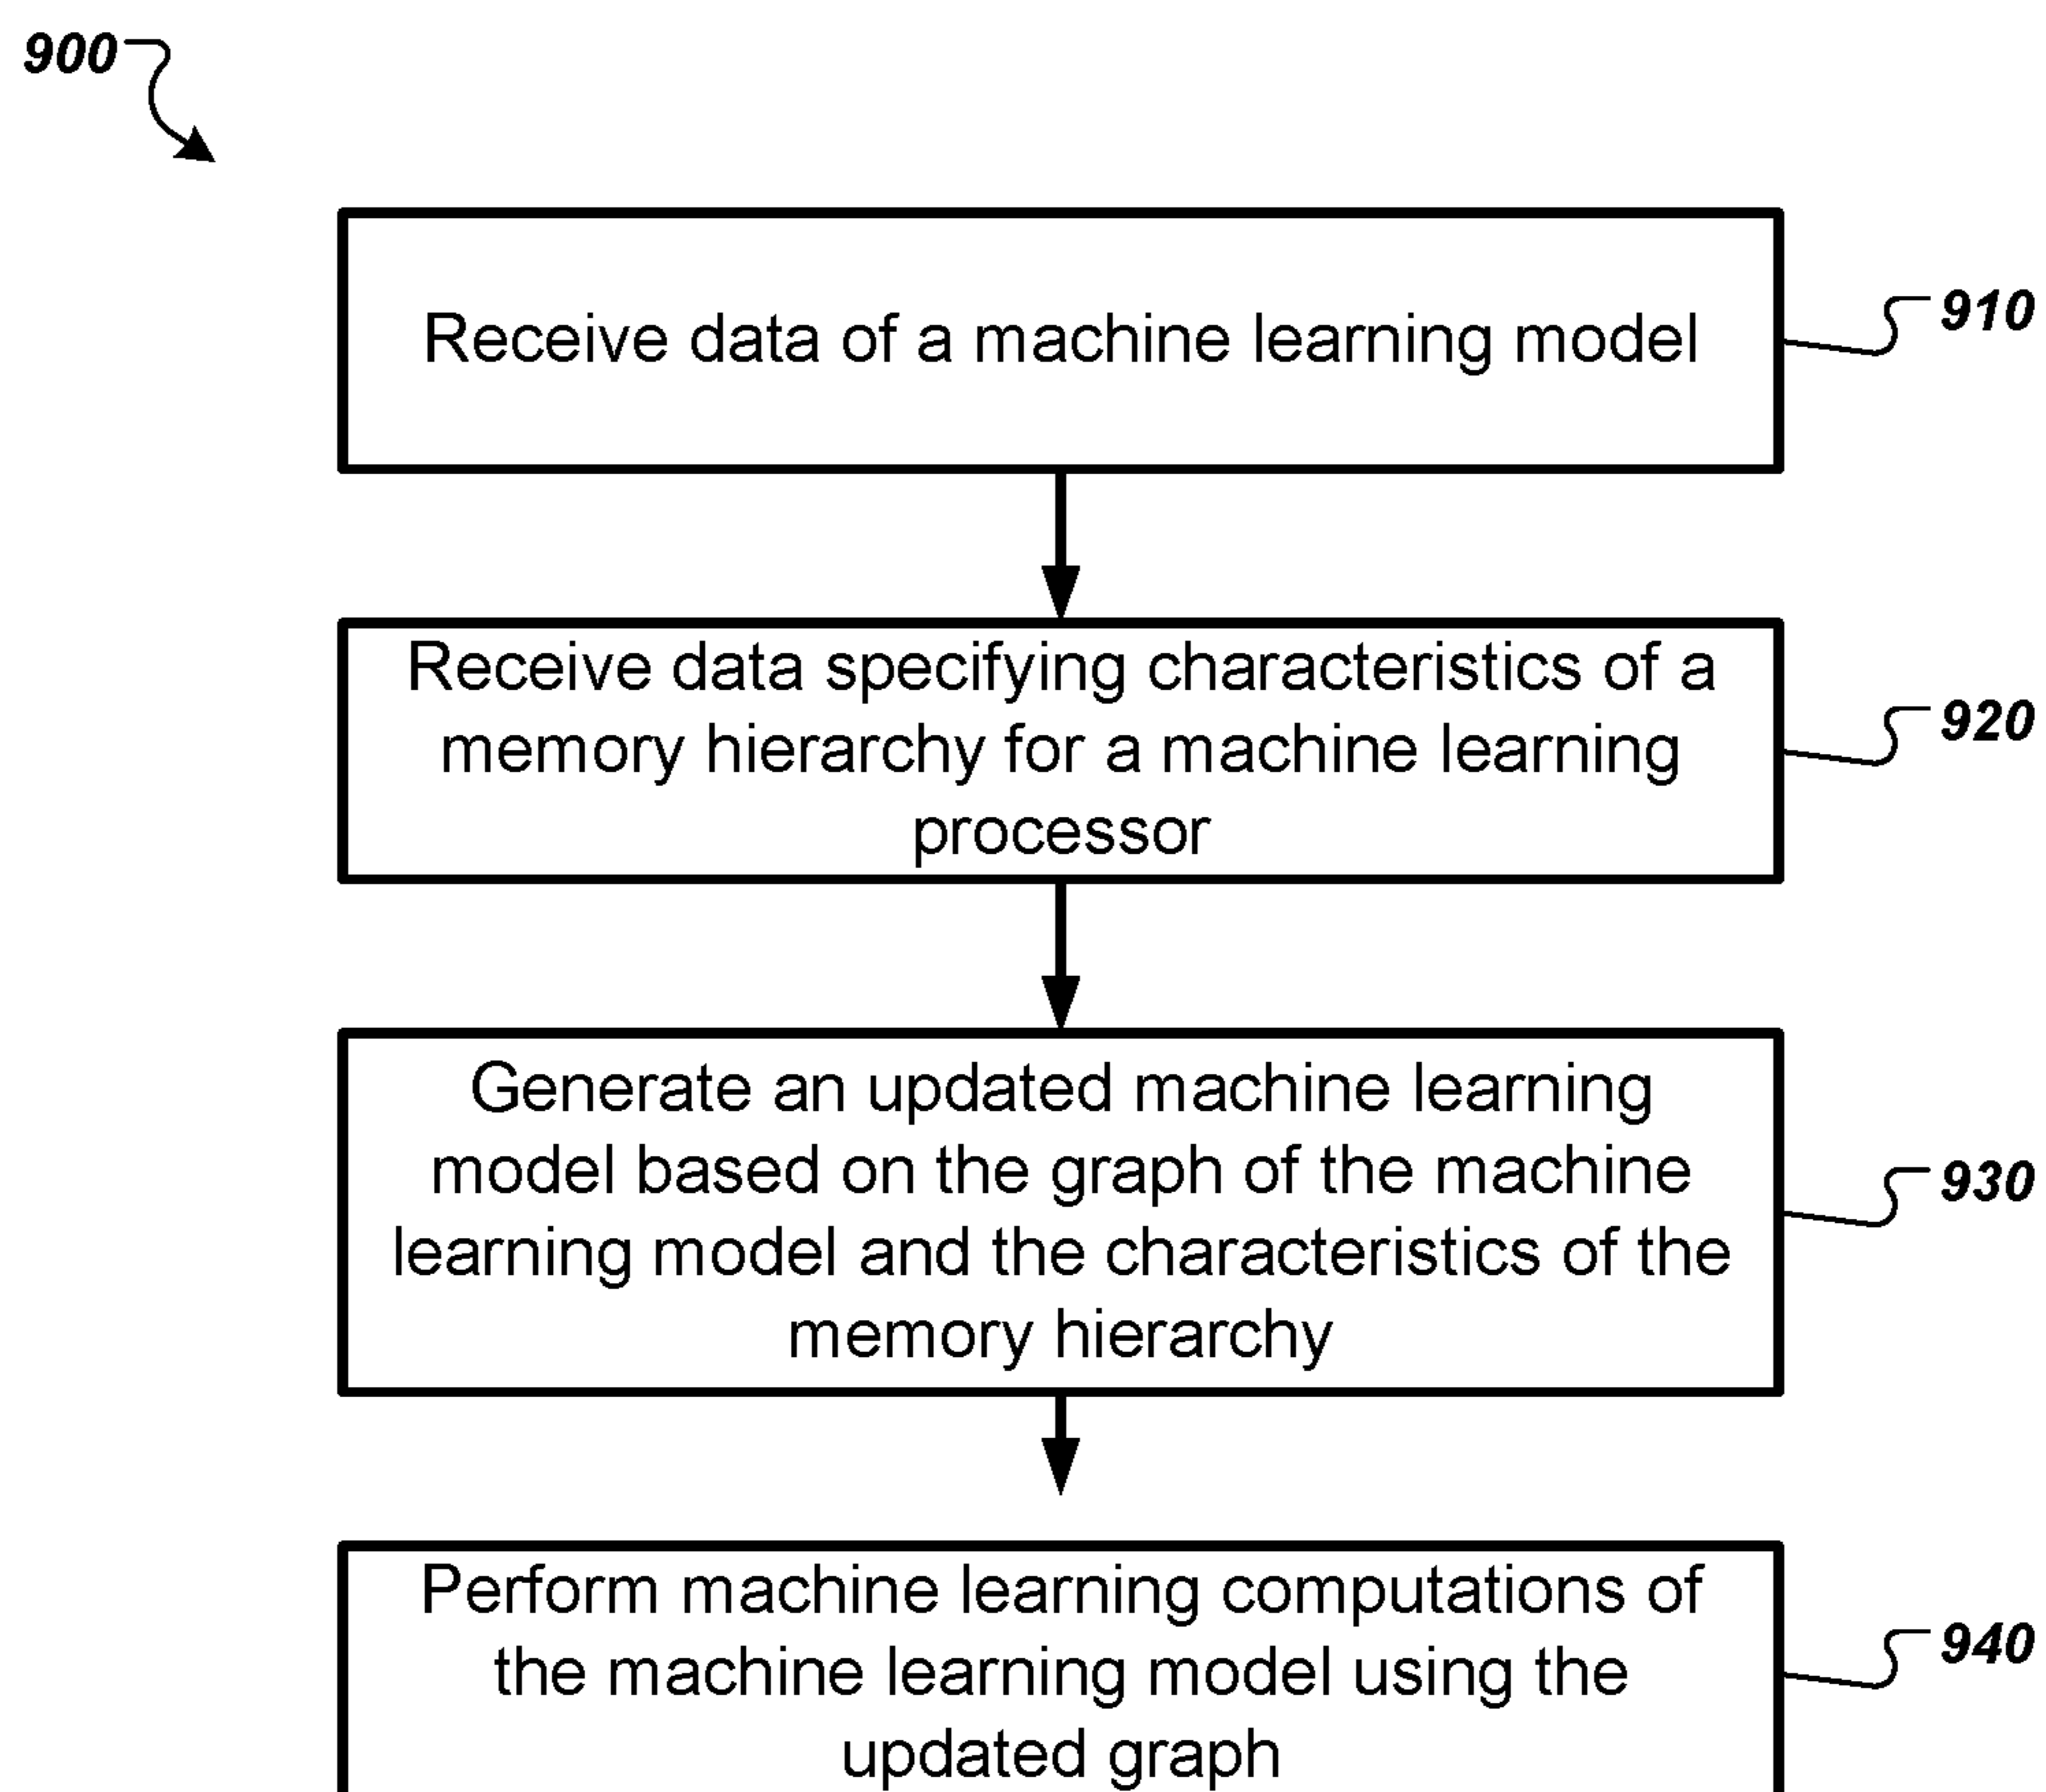 900
Receive data of a machine learning model
910
Receive data specifying characteristics of a
memory hierarchy for a machine learning
processor
920
Generate an updated machine learning
model based on the graph of the machine
learning model and the characteristics of the
memory hierarchy
930
Perform machine learning computations of
the machine learning model using the
updated graph
940